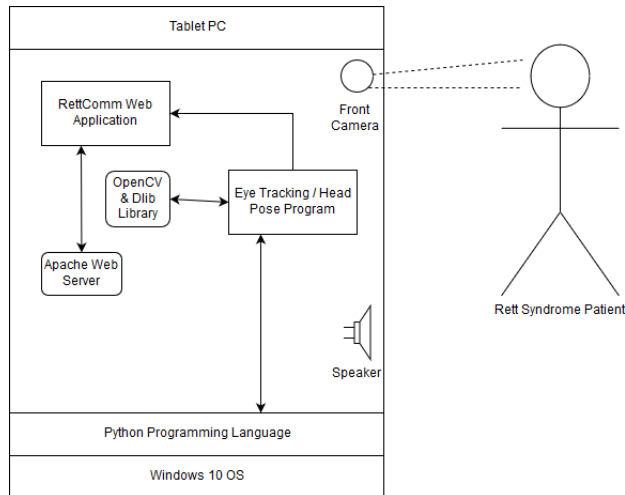 Tablet PC
RettComm Web
Application
Front
Camera
OpenCV
& Dlib
Library
Eye Tracking / Head
Pose Program
Apache Web
Server
Rett Syndrome Patient
Speaker
Python Programming Language
Windows 10 OS